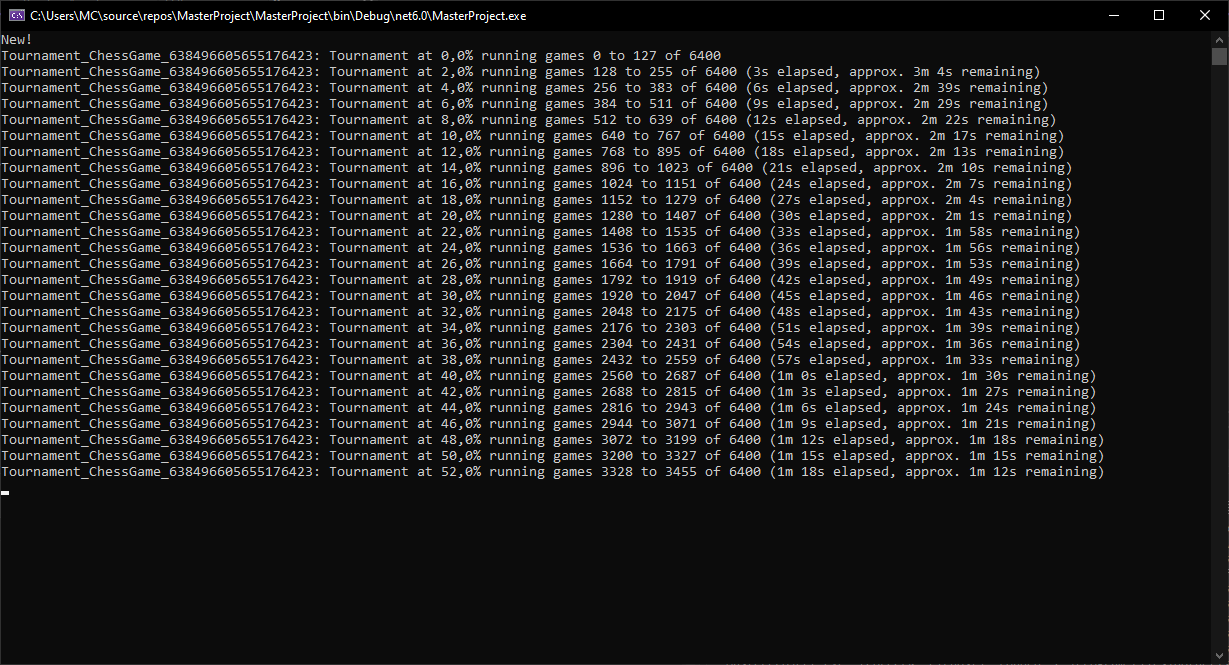 C:\Users\MC\source\repos\MasterProject\MasterProject\bin\Debug\net6.0\MasterProject.exe
New!
Tournament_ChessGame_638496605655176423: Tournament at 0,0% running games 0 to 127 of 6400
Tournament_ChessGame_638496605655176423: Tournament at 2,0% running games 128 to 255 of 6400 (3s elapsed, approx. 3m 4s remaining)
Tournament_ChessGame_638496605655176423: Tournament at 4,0% running games 256 to 383 of 6400 (6s elapsed, approx. 2m 39s remaining)
Tournament_ChessGame_638496605655176423: Tournament at 6,0% running games 384 to 511 of 6400 (9s elapsed, approx. 2m 29s remaining)
Tournament_ChessGame_638496605655176423: Tournament at 8,0% running games 512 to 639 of 6400 (12s elapsed, approx. 2m 22s remaining)
Tournament_ChessGame_638496605655176423: Tournament at 10,0% running games 640 to 767 of 6400 (15s elapsed, approx. 2m 17s remaining)
Tournament_ChessGame_638496605655176423: Tournament at 12,0% running games 768 to 895 of 6400 (18s elapsed, approx. 2m 13s remaining)
Tournament_ChessGame_638496605655176423: Tournament at 14,0% running games 896 to 1023 of 6400 (21s elapsed, approx. 2m 10s remaining)
Tournament_ChessGame_638496605655176423: Tournament at 16,0% running games 1024 to 1151 of 6400 (24s elapsed, approx. 2m 7s remaining)
Tournament_ChessGame_638496605655176423: Tournament at 18,0% running games 1152 to 1279 of 6400 (27s elapsed, approx. 2m 4s remaining)
Tournament_ChessGame_638496605655176423: Tournament at 20,0% running games 1280 to 1407 of 6400 (30s elapsed, approx. 2m 1s remaining)
Tournament_ChessGame_638496605655176423: Tournament at 22,0% running games 1408 to 1535 of 6400 (33s elapsed, approx. 1m 58s remaining)
Tournament_ChessGame_638496605655176423: Tournament at 24,0% running games 1536 to 1663 of 6400 (36s elapsed, approx. 1m 56s remaining)
Tournament_ChessGame_638496605655176423: Tournament at 26,0% running games 1664 to 1791 of 6400 (39s elapsed, approx. 1m 53s remaining)
Tournament_ChessGame_638496605655176423: Tournament at 28,0% running games 1792 to 1919 of 6400 (42s elapsed, approx. 1m 49s remaining)
Tournament_ChessGame_638496605655176423: Tournament at 30,0% running games 1920 to 2047 of 6400 (45s elapsed, approx. 1m 46s remaining)
Tournament_ChessGame_638496605655176423: Tournament at 32,0% running games 2048 to 2175 of 6400 (48s elapsed, approx. 1m 43s remaining)
Tournament_ChessGame_638496605655176423: Tournament at 34,0% running games 2176 to 2303 of 6400 (51s elapsed, approx. 1m 39s remaining)
Tournament_ChessGame_638496605655176423: Tournament at 36,0% running games 2304 to 2431 of 6400 (54s elapsed, approx. 1m 36s remaining)
Tournament_ChessGame_638496605655176423: Tournament at 38,0% running games 2432 to 2559 of 6400 (57s elapsed, approx. 1m 33s remaining)
Tournament_ChessGame_638496605655176423: Tournament at 40,0% running games 2560 to 2687 of 6400 (1m 0s elapsed, approx. 1m 30s remaining)
Tournament_ChessGame_638496605655176423: Tournament at 42,0% running games 2688 to 2815 of 6400 (1m 3s elapsed, approx. 1m 27s remaining)
Tournament_ChessGame_638496605655176423: Tournament at 44,0% running games 2816 to 2943 of 6400 (1m 6s elapsed, approx. 1m 24s remaining)
Tournament_ChessGame_638496605655176423: Tournament at 46,0% running games 2944 to 3071 of 6400 (1m 9s elapsed, approx. 1m 21s remaining)
Tournament_ChessGame_638496605655176423: Tournament at 48,0% running games 3072 to 3199 of 6400 (1m 12s elapsed, approx. 1m 18s remaining)
Tournament_ChessGame_638496605655176423: Tournament at 50,0% running games 3200 to 3327 of 6400 (1m 15s elapsed, approx. 1m 15s remaining)
Tournament_ChessGame_638496605655176423: Tournament at 52,0% running games 3328 to 3455 of 6400 (1m 18s elapsed, approx. 1m 12s remaining)